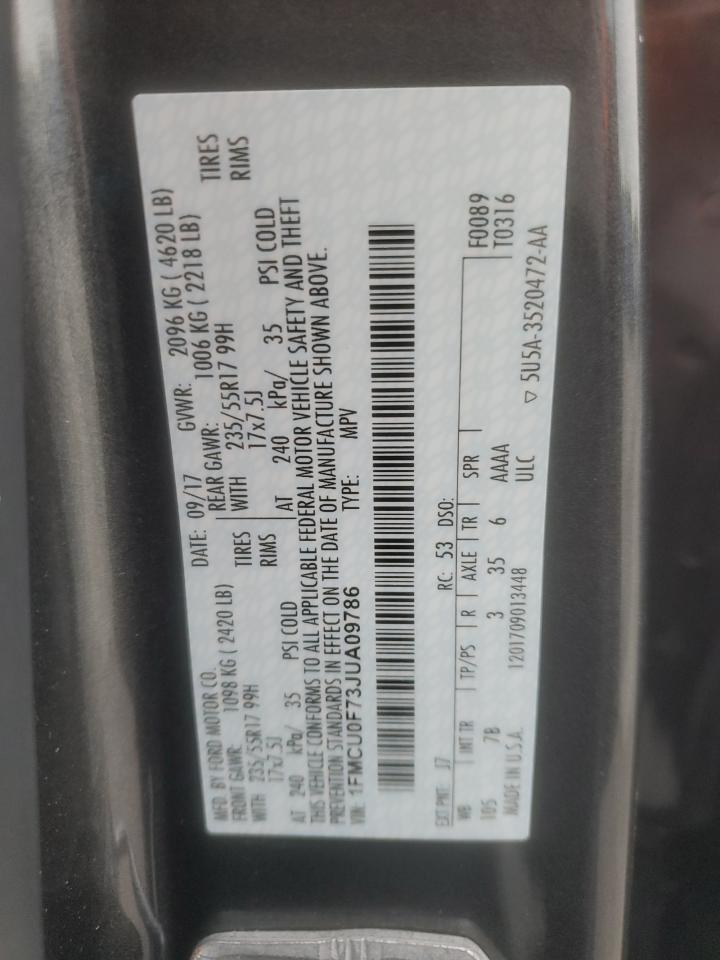 MFD. BY FORD MOTOR CO.
DATE: 09/17 GVWR: 2096 KG ( 4620 LB)
FRONT GAWR: 1098 KG ( 2420 LB) REAR GAWR: 1006 KG ( 2218 LB)
WITH 235/55R17 99H TIRES WITH 235/55R17 99H TIRES
17x7.5J RIMS 17x7.5J RIMS
AT 240 kPa/ 35 PSI COLD AT 240 kPa/ 35 PSI COLD
THIS VEHICLE CONFORMS TO ALL APPLICABLE FEDERAL MOTOR VEHICLE SAFETY AND THEFT
PREVENTION STANDARDS IN EFFECT ON THE DATE OF MANUFACTURE SHOWN ABOVE.
VIN: 1FMCU0F73JUA09786 TYPE: MPV
EXT PNT: J7 RC: 53 DSO: F0089
WB INT TR TP/PS R AXLE TR SPR T0316
105 7B 3 35 6 AAAA
MADE IN U.S.A. 1201709013448 ULC ▽ 5U5A-3520472-AA